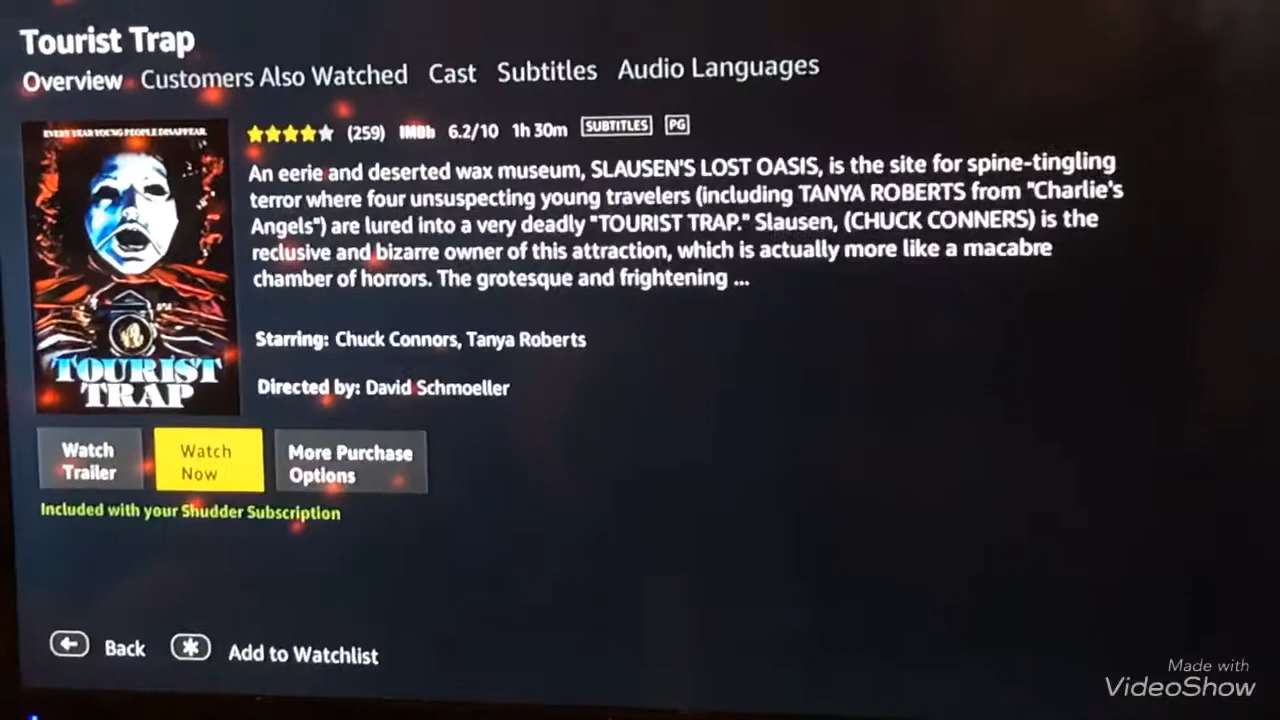 Tourist Trap
Overview Customers Also Watched Cast Subtitles Audio Languages
EVERY YEAR YOUNG PEOPLE DISAPPEAR.
(259) IMDb 6.2/10 1h 30m SUBTITLES PG
An eerie and deserted wax museum, SLAUSEN'S LOST OASIS, is the site for spine-tingling
terror where four unsuspecting young travelers (including TANYA ROBERTS from "Charlie's
Angels") are lured into a very deadly "TOURIST TRAP." Slausen, (CHUCK CONNERS) is the
reclusive and bizarre owner of this attraction, which is actually more like a macabre
chamber of horrors. The grotesque and frightening ...
Starring: Chuck Connors, Tanya Roberts
Directed by: David Schmoeller
TOURIST
TRAP
Watch
Trailer
Watch
Now
More Purchase
Options
Included with your Shudder Subscription
Back
Add to Watchlist
Made with
VideoShow